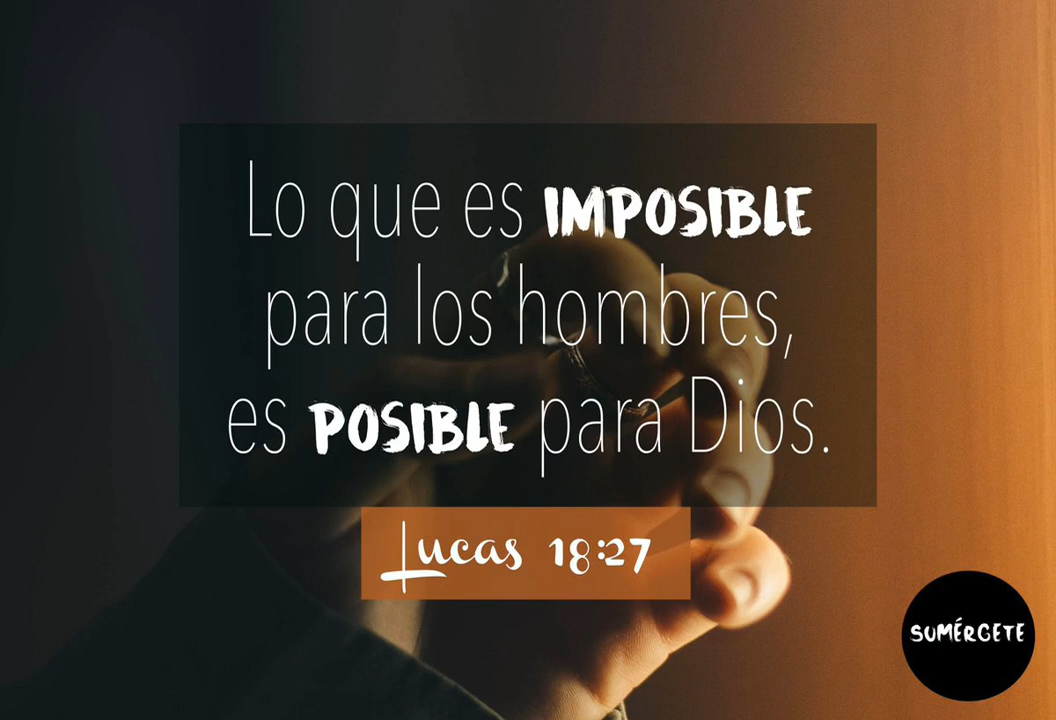 Lo que es IMPOSIBLE
para los hombres,
es POSIBLE para Dios.
Lucas 18:27
SUMÉRGETE